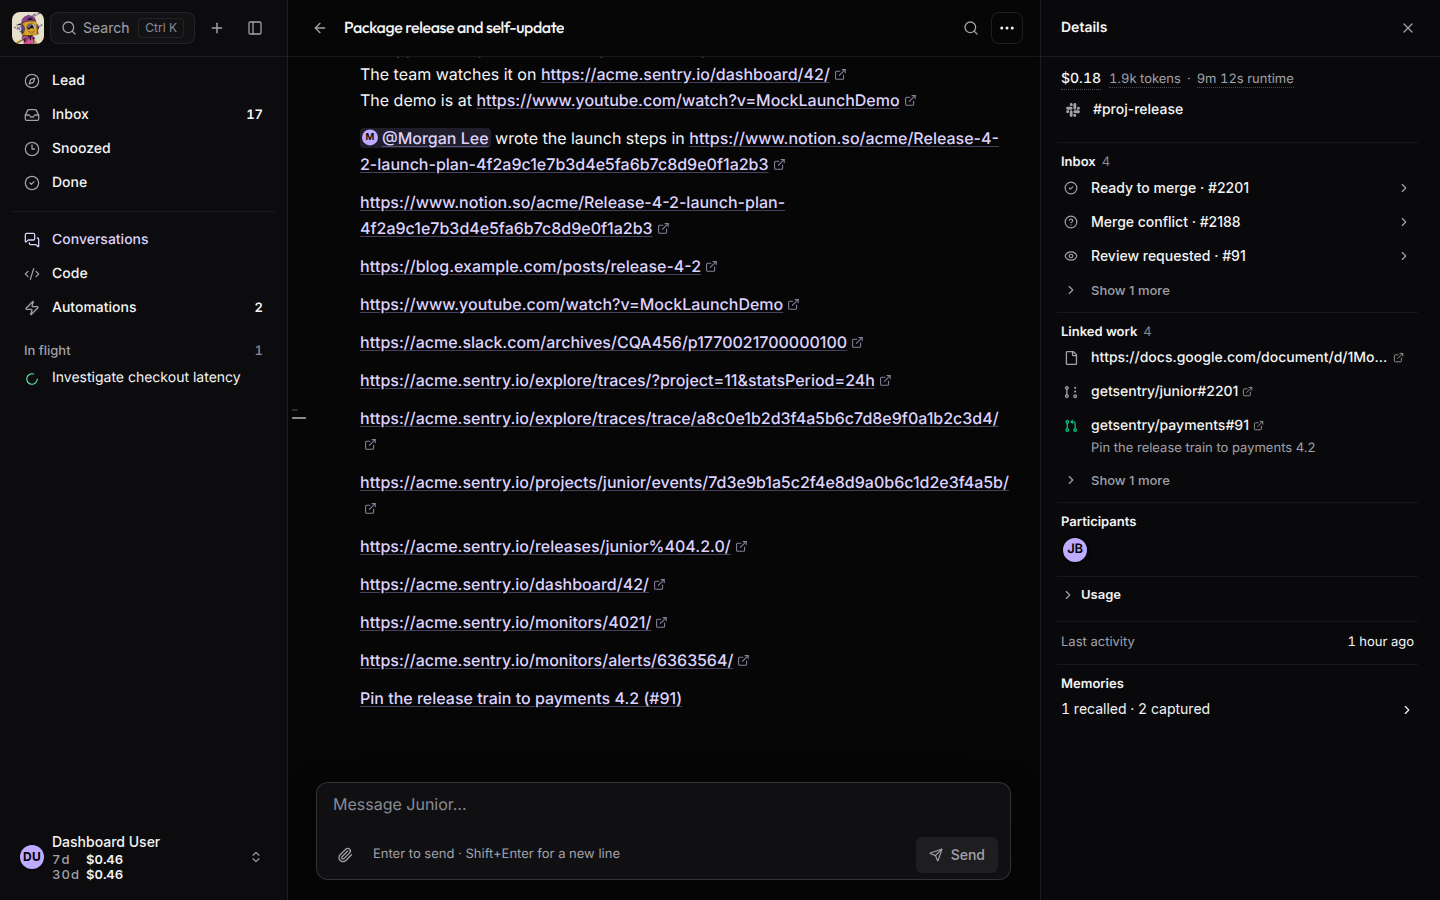 Search Ctrl K
Lead
Inbox 17
Snoozed
Done
Conversations
Code
Automations 2
In flight 1
Investigate checkout latency
DU
Dashboard User
7d $0.46
30d $0.46
Package release and self-update
The team watches it on https://acme.sentry.io/dashboard/42/
The demo is at https://www.youtube.com/watch?v=MockLaunchDemo
M @Morgan Lee wrote the launch steps in https://www.notion.so/acme/Release-4-
2-launch-plan-4f2a9c1e7b3d4e5fa6b7c8d9e0f1a2b3
https://www.notion.so/acme/Release-4-2-launch-plan-
4f2a9c1e7b3d4e5fa6b7c8d9e0f1a2b3
https://blog.example.com/posts/release-4-2
https://www.youtube.com/watch?v=MockLaunchDemo
https://acme.slack.com/archives/CQA456/p1770021700000100
https://acme.sentry.io/explore/traces/?project=11&statsPeriod=24h
https://acme.sentry.io/explore/traces/trace/a8c0e1b2d3f4a5b6c7d8e9f0a1b2c3d4/
https://acme.sentry.io/projects/junior/events/7d3e9b1a5c2f4e8d9a0b6c1d2e3f4a5b/
https://acme.sentry.io/releases/junior%404.2.0/
https://acme.sentry.io/dashboard/42/
https://acme.sentry.io/monitors/4021/
https://acme.sentry.io/monitors/alerts/6363564/
Pin the release train to payments 4.2 (#91)
Message Junior...
Enter to send · Shift+Enter for a new line
Send
Details
$0.18 1.9k tokens · 9m 12s runtime
#proj-release
Inbox 4
Ready to merge · #2201
Merge conflict · #2188
Review requested · #91
Show 1 more
Linked work 4
https://docs.google.com/document/d/1Mo...
getsentry/junior#2201
getsentry/payments#91
Pin the release train to payments 4.2
Show 1 more
Participants
JB
Usage
Last activity 1 hour ago
Memories
1 recalled · 2 captured